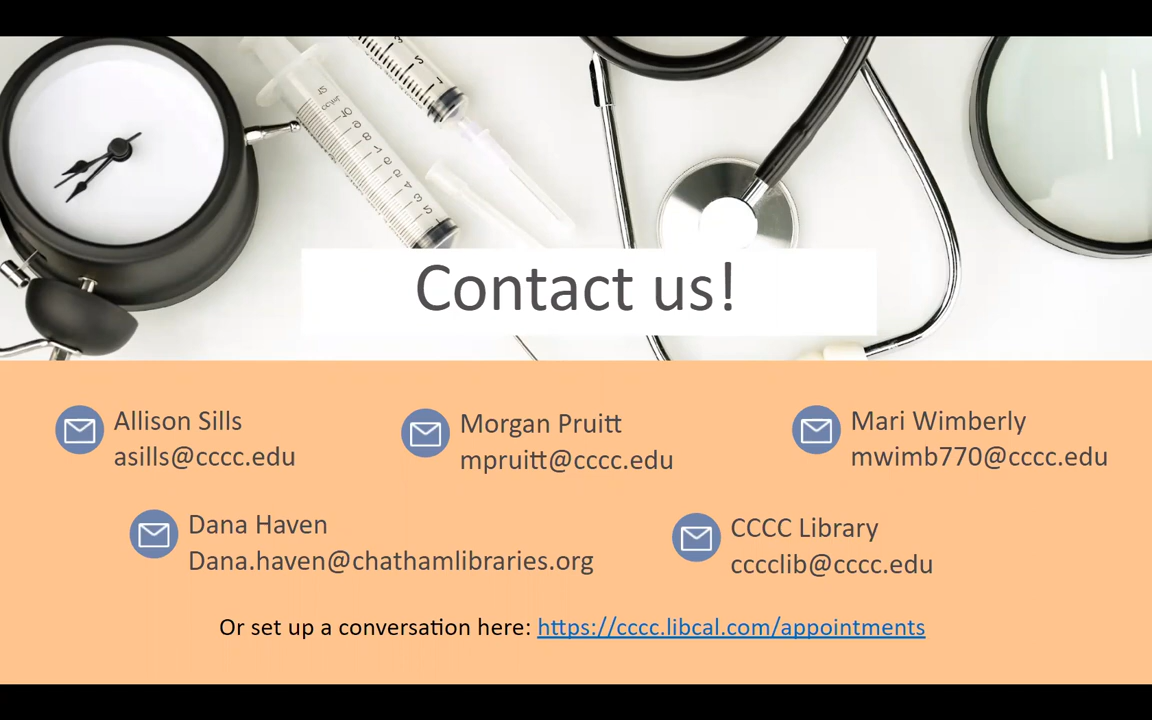 Contact us!
Allison Sills
asills@cccc.edu
Morgan Pruitt
mpruitt@cccc.edu
Mari Wimberly
mwimb770@cccc.edu
Dana Haven
Dana.haven@chathamlibraries.org
CCCC Library
cccclib@cccc.edu
Or set up a conversation here: https://cccc.libcal.com/appointments